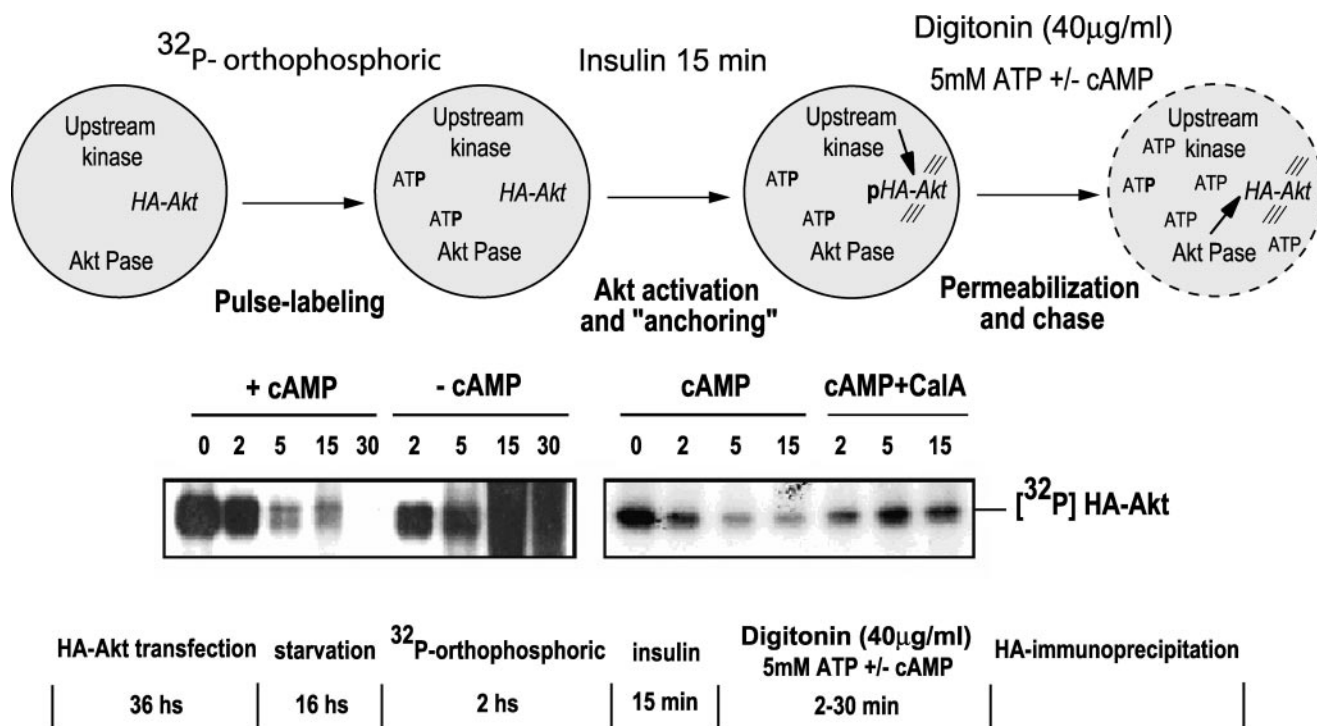 32P- orthophosphoric
Insulin 15 min
Digitonin (40µg/ml)
5mM ATP +/- cAMP
Upstream
kinase
HA-Akt
Akt Pase
Upstream
kinase
ATP
HA-Akt
ATP
Akt Pase
Upstream
kinase
ATP
pHA-Akt
ATP
Akt Pase
Upstream
ATP kinase
ATP
ATP
HA-Akt
ATP
Akt Pase
ATP
Pulse-labeling
Akt activation
and "anchoring"
Permeabilization
and chase
+ cAMP
- cAMP
cAMP
cAMP+CalA
0 2 5 15 30
2 5 15 30
0 2 5 15
2 5 15
[32P] HA-Akt
HA-Akt transfection
starvation
32P-orthophosphoric
insulin
Digitonin (40µg/ml)
5mM ATP +/- cAMP
HA-immunoprecipitation
36 hs
16 hs
2 hs
15 min
2-30 min